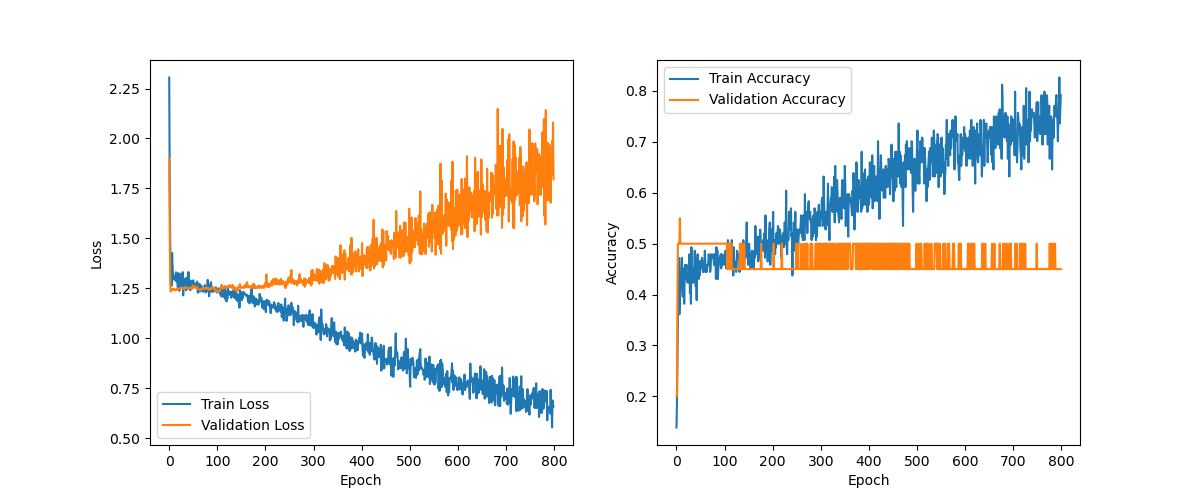 2.25
2.00
1.75
1.50
1.25
1.00
0.75
0.50
Loss
Train Loss
Validation Loss
0 100 200 300 400 500 600 700 800
Epoch
Train Accuracy
Validation Accuracy
0.8
0.7
0.6
0.5
0.4
0.3
0.2
Accuracy
0 100 200 300 400 500 600 700 800
Epoch